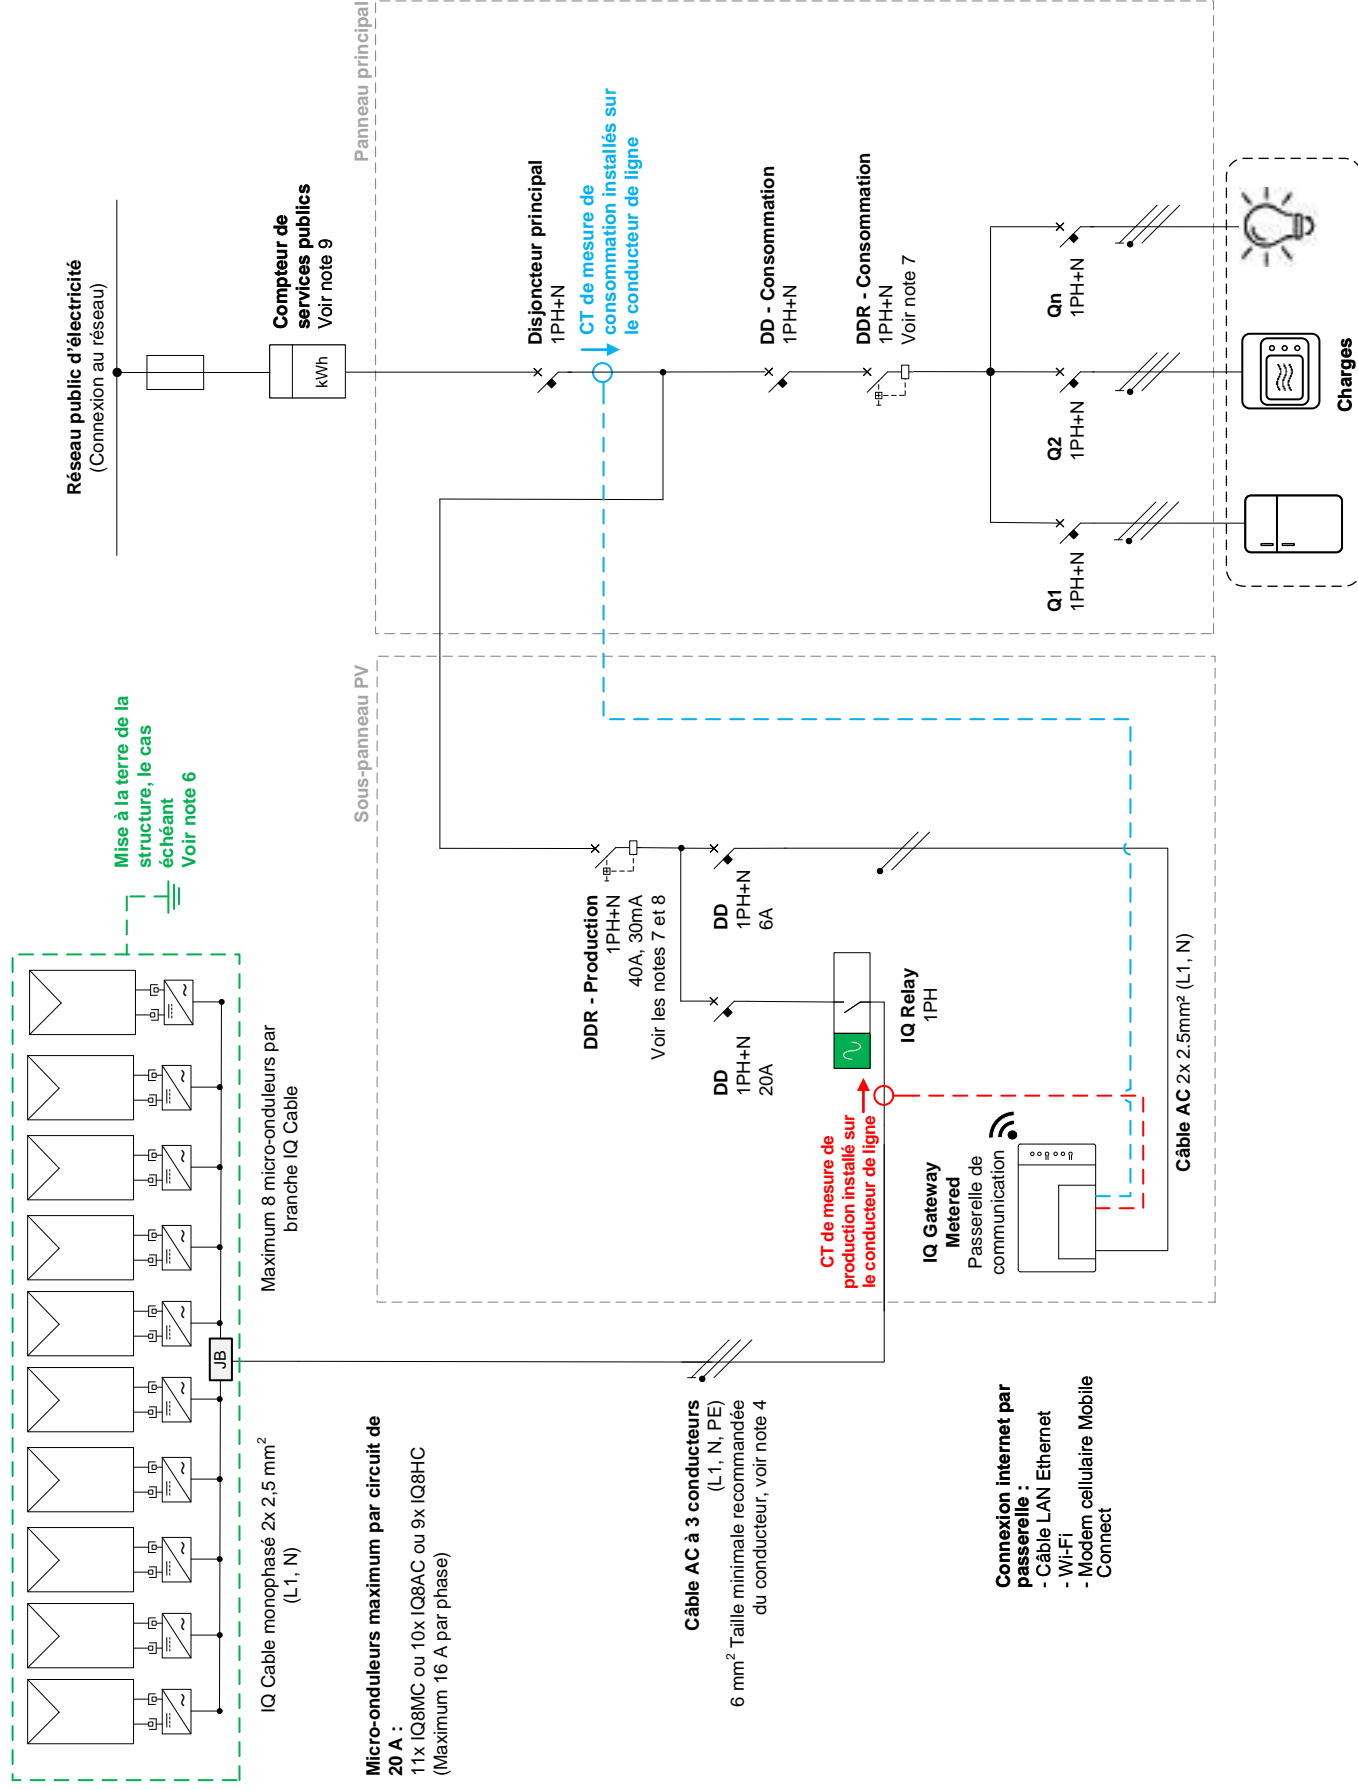 Réseau public d'électricité
(Connexion au réseau)
Compteur de
services publics
Voir note 9
kWh
Panneau principal
Disjoncteur principal
1PH+N
CT de mesure de
consommation installés sur
le conducteur de ligne
DD - Consommation
1PH+N
DDR - Consommation
1PH+N
Voir note 7
Q1
1PH+N
Q2
1PH+N
Qn
1PH+N
Charges
Mise à la terre de la
structure, le cas
échéant
Voir note 6
Sous-panneau PV
DDR - Production
1PH+N
40A, 30mA
Voir les notes 7 et 8
DD
1PH+N
20A
DD
1PH+N
6A
IQ Relay
1PH
CT de mesure de
production installé sur
le conducteur de ligne
IQ Gateway
Metered
Passerelle de
communication
Câble AC 2x 2.5mm² (L1, N)
JB
IQ Cable monophasé 2x 2,5 mm²
(L1, N)
Maximum 8 micro-onduleurs par
branche IQ Cable
Micro-onduleurs maximum par circuit de
20 A :
11x IQ8MC ou 10x IQ8AC ou 9x IQ8HC
(Maximum 16 A par phase)
Câble AC à 3 conducteurs
(L1, N, PE)
6 mm² Taille minimale recommandée
du conducteur, voir note 4
Connexion internet par
passerelle :
- Câble LAN Ethernet
- Wi-Fi
- Modem cellulaire Mobile
Connect